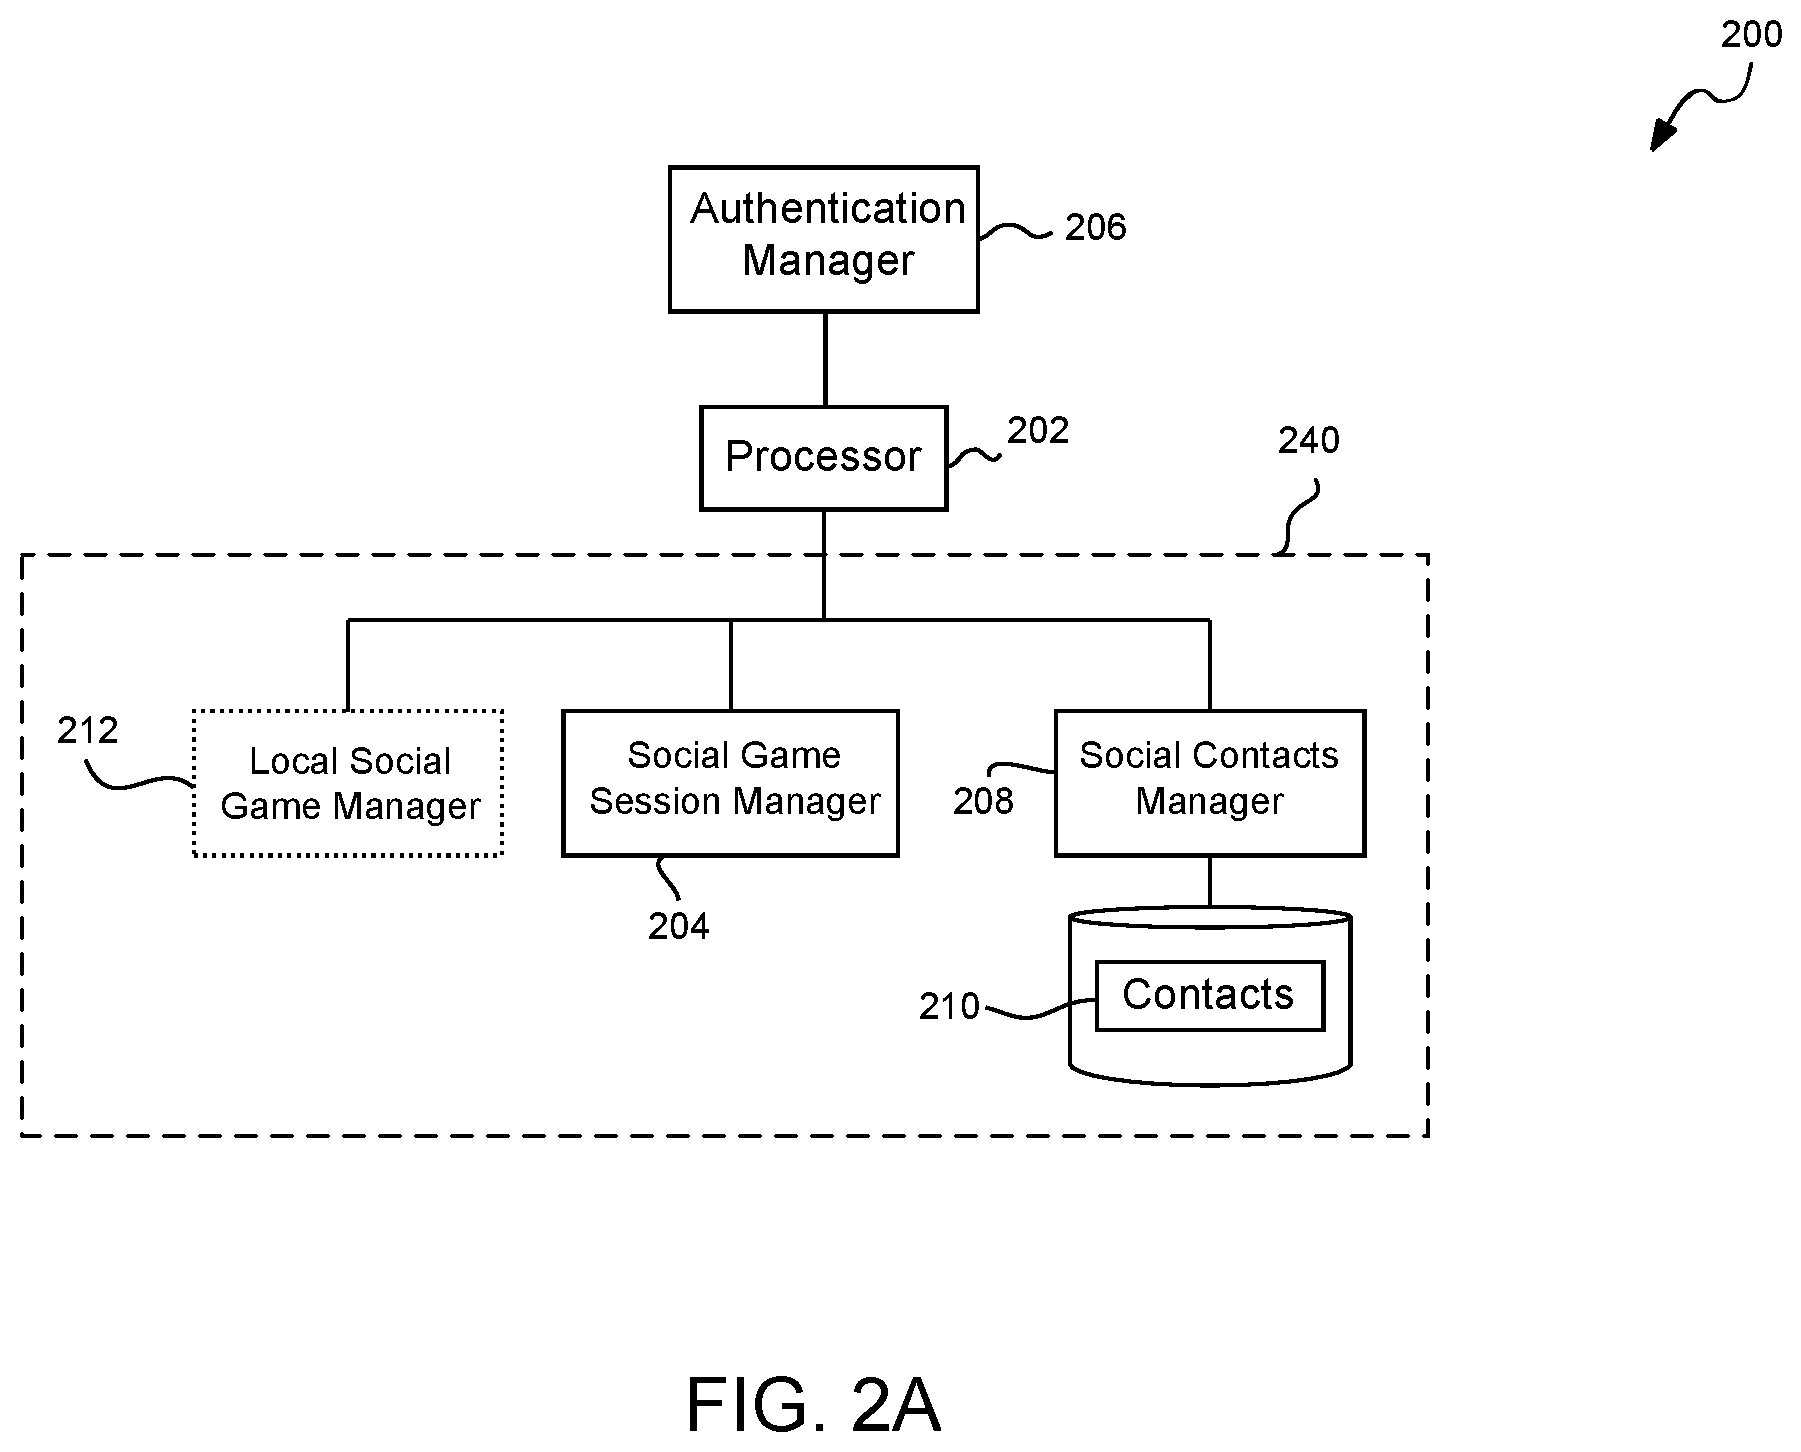 200
Authentication
Manager
206
Processor
202
240
212
Local Social
Game Manager
Social Game
Session Manager
204
Social Contacts
Manager
208
210
Contacts
FIG. 2A